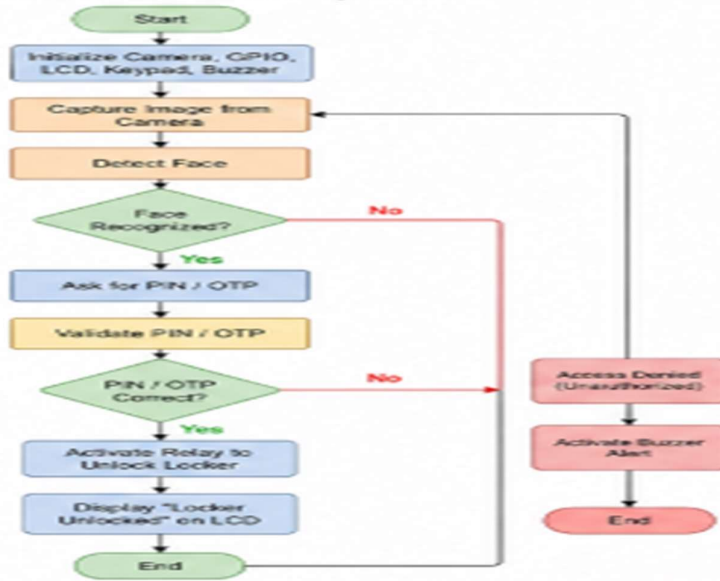 Start
Initialize Camera, GPIO,
LCD, Keypad, Buzzer
Capture Image from
Camera
Detect Face
Face
Recognized?
No
Yes
Ask for PIN / OTP
Validate PIN / OTP
PIN / OTP
Correct?
No
Yes
Activate Relay to
Unlock Locker
Display "Locker
Unlocked" on LCD
End
Access Denied
(Unauthorized)
Activate Buzzer
Alert
End